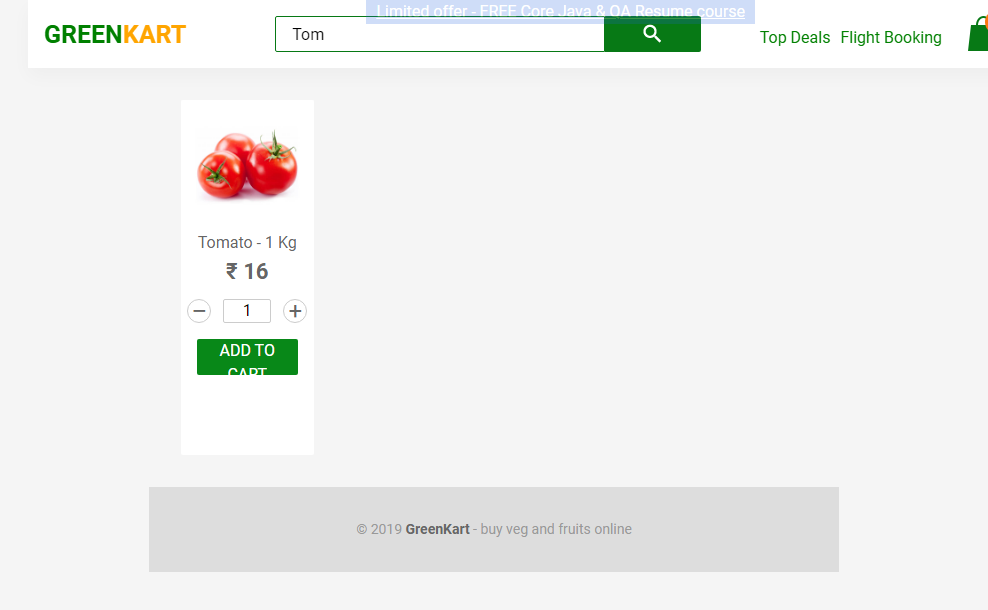 Limited offer - FREE Core Java & QA Resume course
GREENKART
Tom
Top Deals Flight Booking
Tomato - 1 Kg
₹ 16
− 1 +
ADD TO
CART
© 2019 GreenKart - buy veg and fruits online